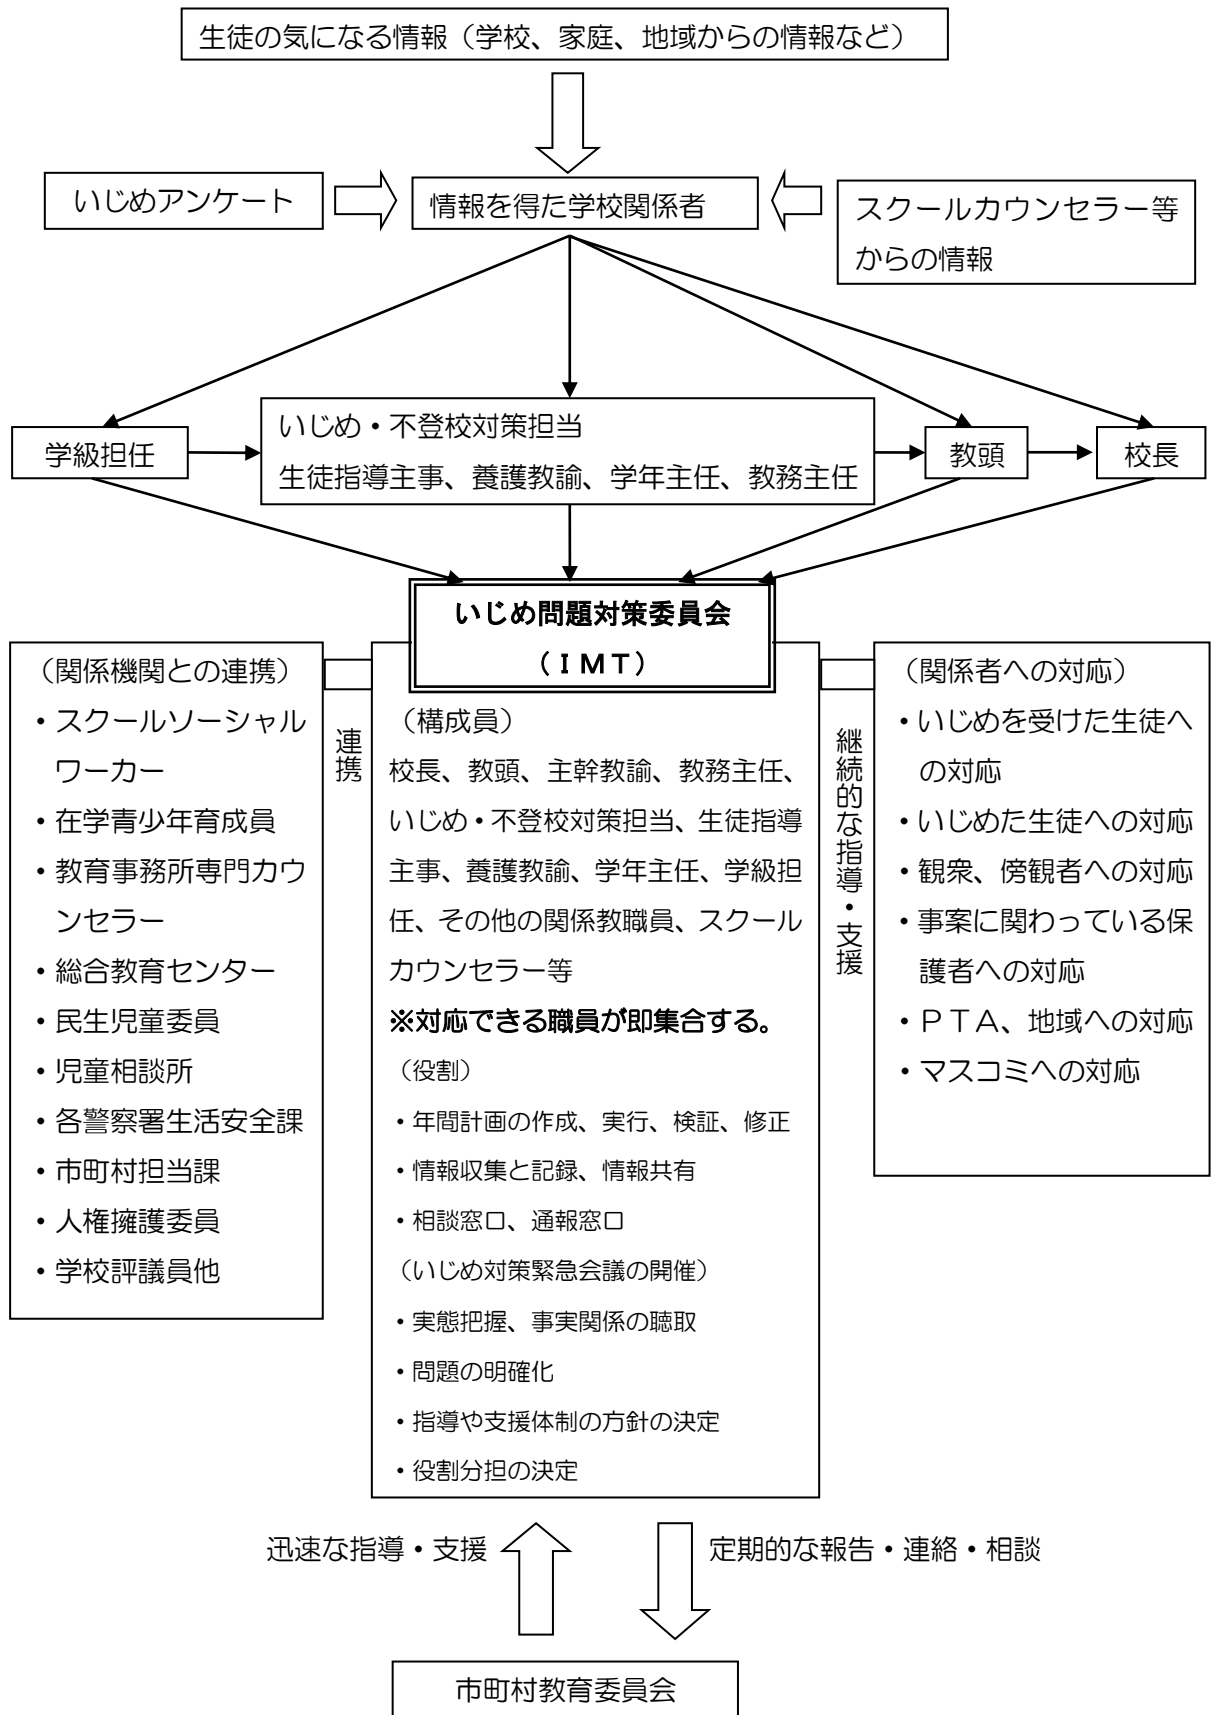 生徒の気になる情報（学校、家庭、地域からの情報など）
いじめアンケート
情報を得た学校関係者
スクールカウンセラー等
からの情報
学級担任
いじめ・不登校対策担当
生徒指導主事、養護教諭、学年主任、教務主任
教頭
校長
いじめ問題対策委員会
（ＩＭＴ）
（関係機関との連携）
・スクールソーシャル
ワーカー
・在学青少年育成員
・教育事務所専門カウ
ンセラー
・総合教育センター
・民生児童委員
・児童相談所
・各警察署生活安全課
・市町村担当課
・人権擁護委員
・学校評議員他
連携
（構成員）
校長、教頭、主幹教諭、教務主任、
いじめ・不登校対策担当、生徒指導
主事、養護教諭、学年主任、学級担
任、その他の関係教職員、スクール
カウンセラー等
※対応できる職員が即集合する。
（役割）
・年間計画の作成、実行、検証、修正
・情報収集と記録、情報共有
・相談窓口、通報窓口
（いじめ対策緊急会議の開催）
・実態把握、事実関係の聴取
・問題の明確化
・指導や支援体制の方針の決定
・役割分担の決定
継続的な指導・支援
（関係者への対応）
・いじめを受けた生徒へ
の対応
・いじめた生徒への対応
・観衆、傍観者への対応
・事案に関わっている保
護者への対応
・ＰＴＡ、地域への対応
・マスコミへの対応
迅速な指導・支援
定期的な報告・連絡・相談
市町村教育委員会